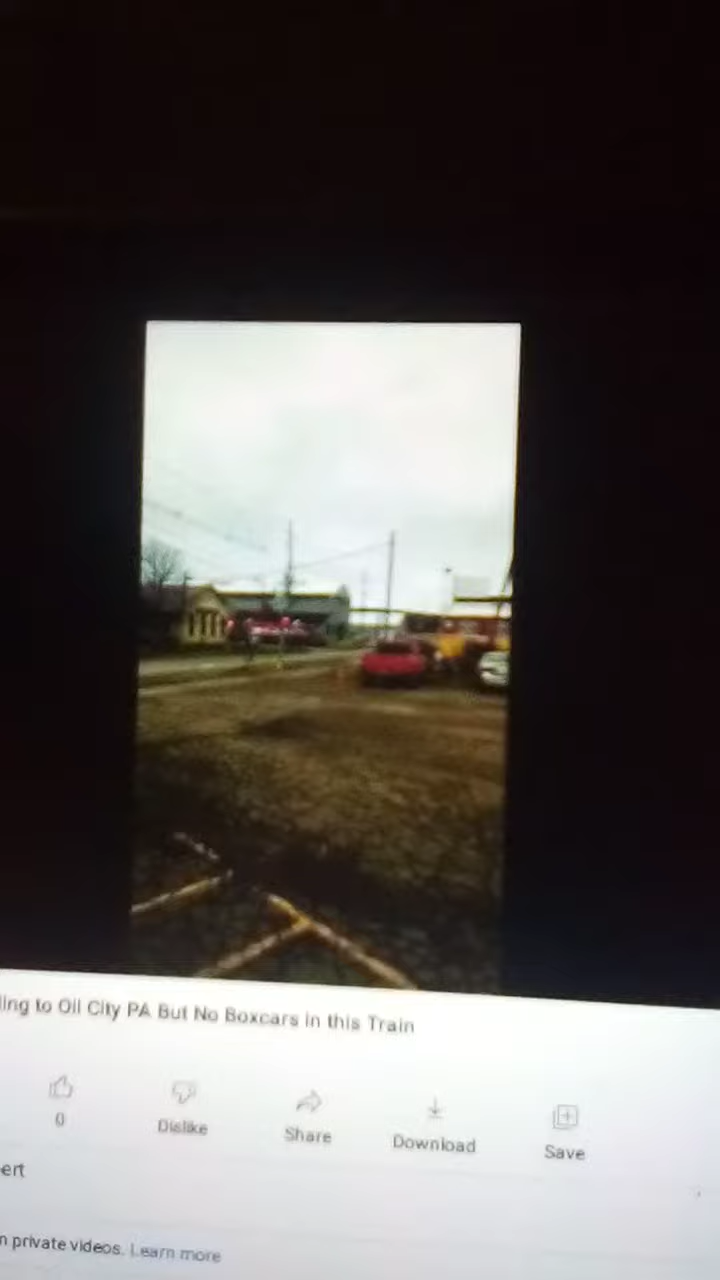 ling to Oil City PA But No Boxcars in this Train
0
Dislike
Share
Download
Save
ert
n private videos. Learn more